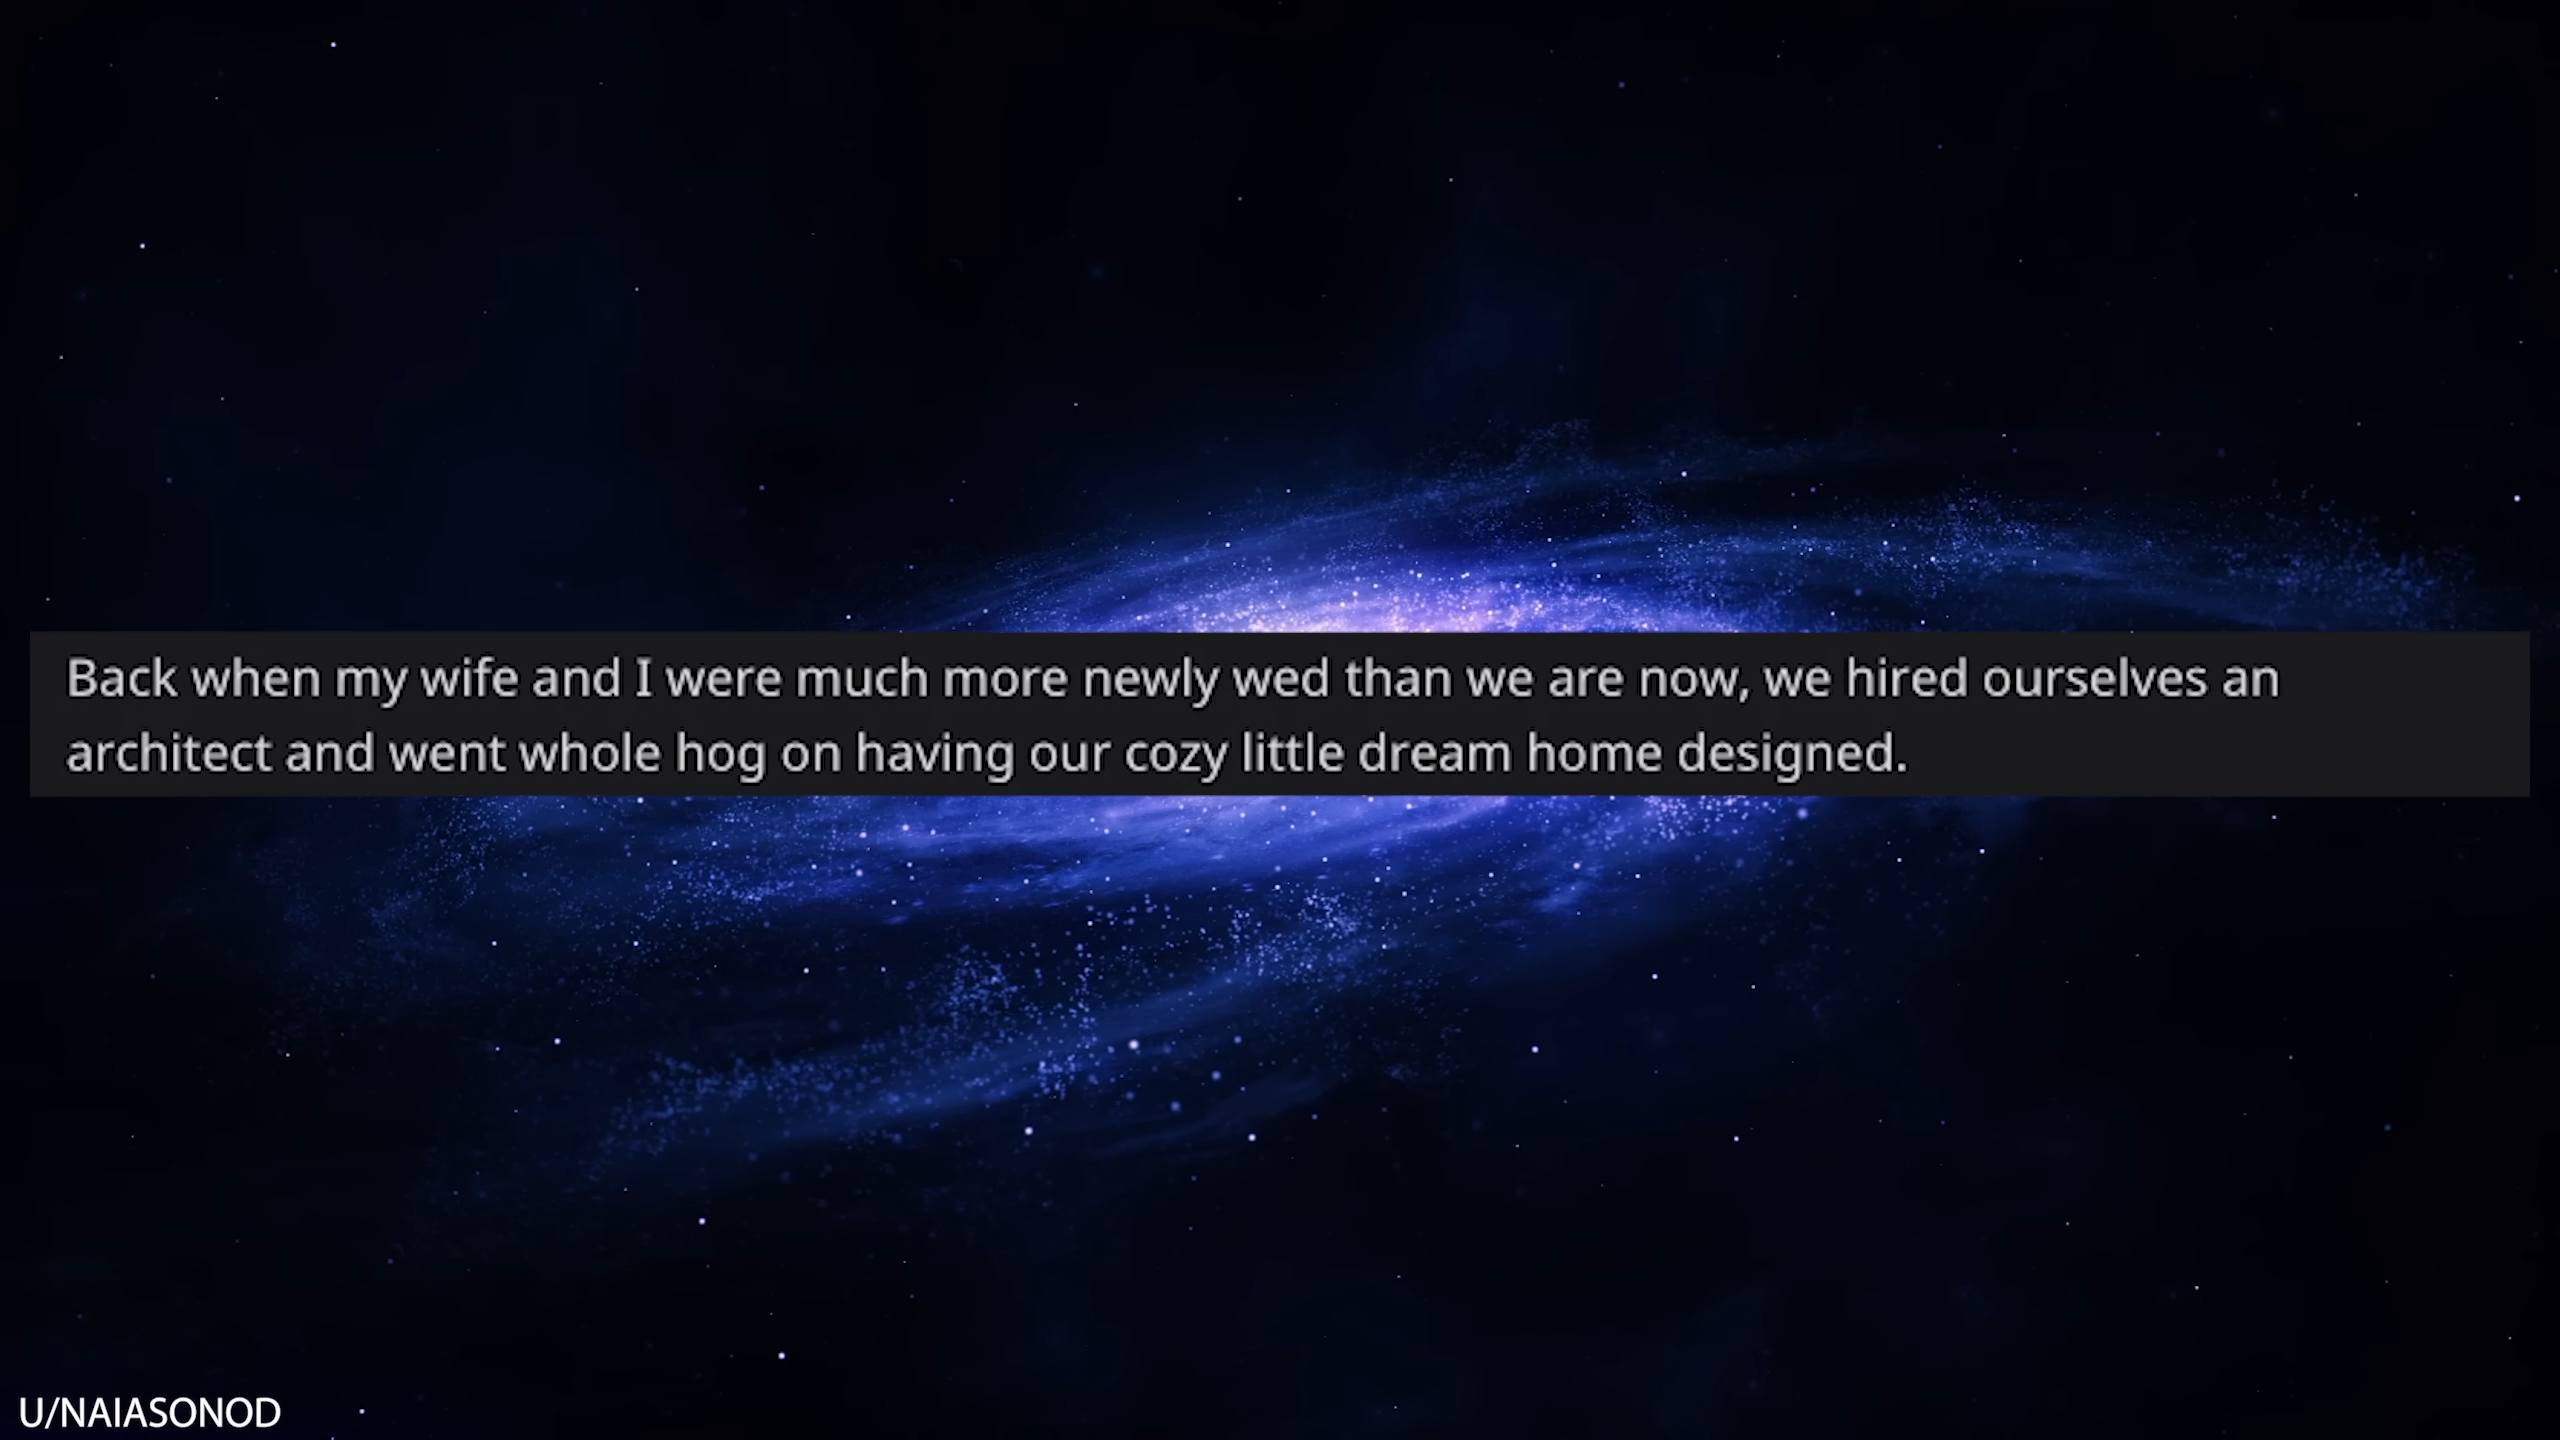 Back when my wife and I were much more newly wed than we are now, we hired ourselves an
architect and went whole hog on having our cozy little dream home designed.
U/NAIASONOD